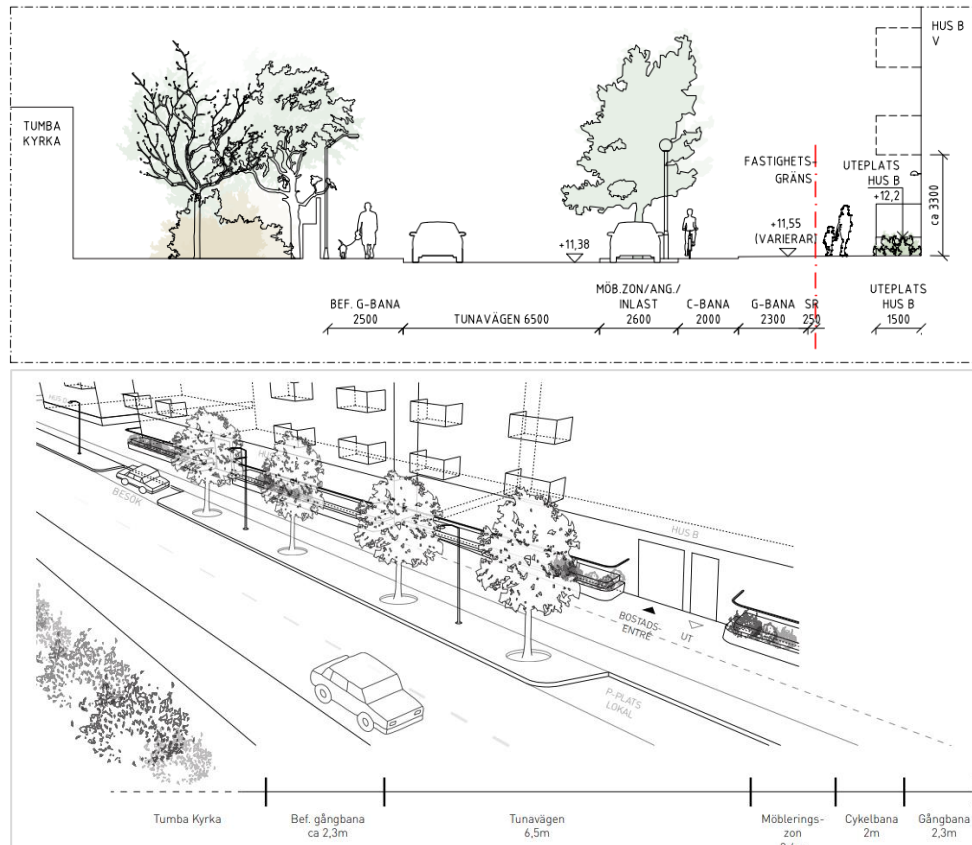 HUS B
V
TUMBA
KYRKA
FASTIGHETS-
GRÄNS
UTEPLATS
HUS B
+12,2
ca 3300
+11,38
+11,55
(VARIERAR)
BEF. G-BANA
2500
TUNAVÄGEN 6500
MÖB.ZON/ANG./
INLAST
2600
C-BANA
2000
G-BANA
2300
SR
250
UTEPLATS
HUS B
1500
BESÖK
HUS B
BOSTADS-
ENTRÉ
UT
P-PLATS
LOKAL
Tumba Kyrka
Bef. gångbana
ca 2,3m
Tunavägen
6,5m
Möblerings-
zon
Cykelbana
2m
Gångbana
2,3m